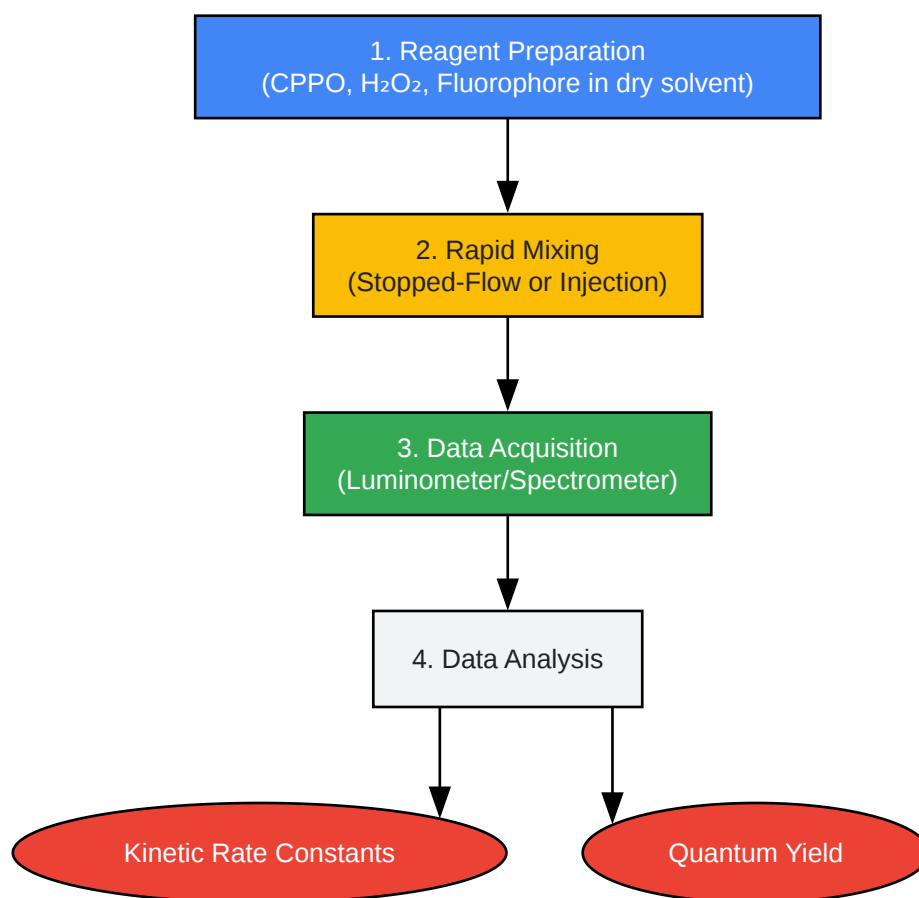 1. Reagent Preparation
(CPPO, H₂O₂, Fluorophore in dry solvent)
2. Rapid Mixing
(Stopped-Flow or Injection)
3. Data Acquisition
(Luminometer/Spectrometer)
4. Data Analysis
Kinetic Rate Constants
Quantum Yield